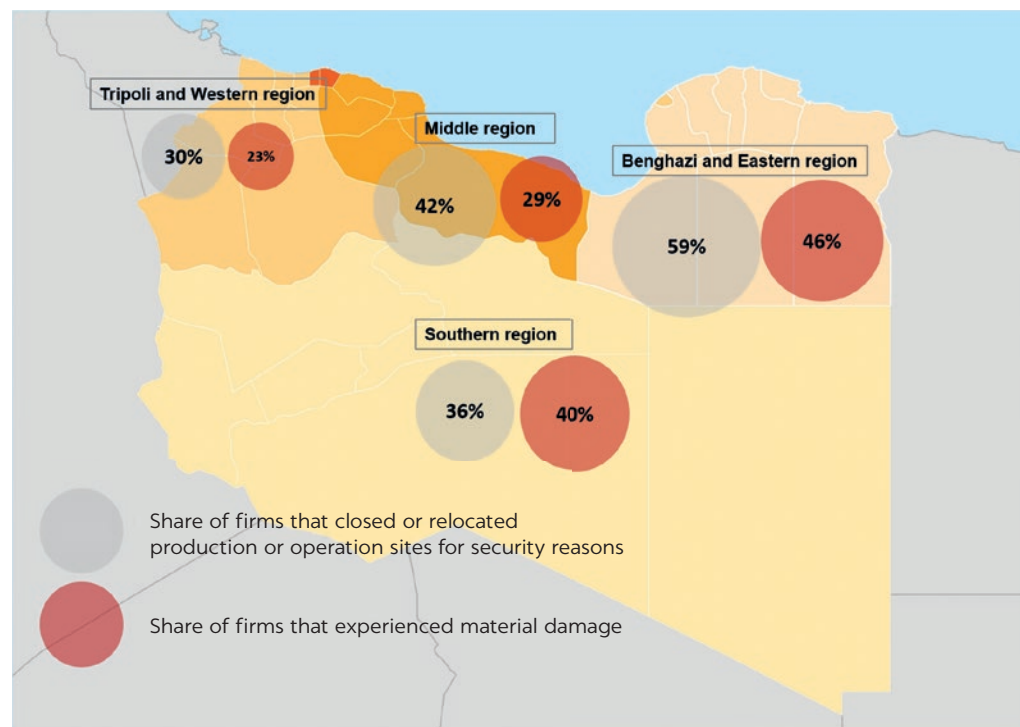 Tripoli and Western region
30%
23%
Middle region
42%
29%
Benghazi and Eastern region
59%
46%
Southern region
36%
40%
Share of firms that closed or relocated
production or operation sites for security reasons
Share of firms that experienced material damage